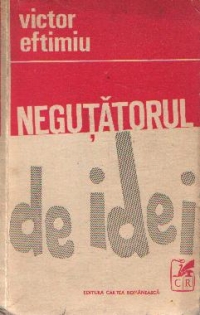 victor
eftimiu
NEGUȚĂTORUL
de idei
EDITURA CARTEA ROMÂNEASCĂ
CR